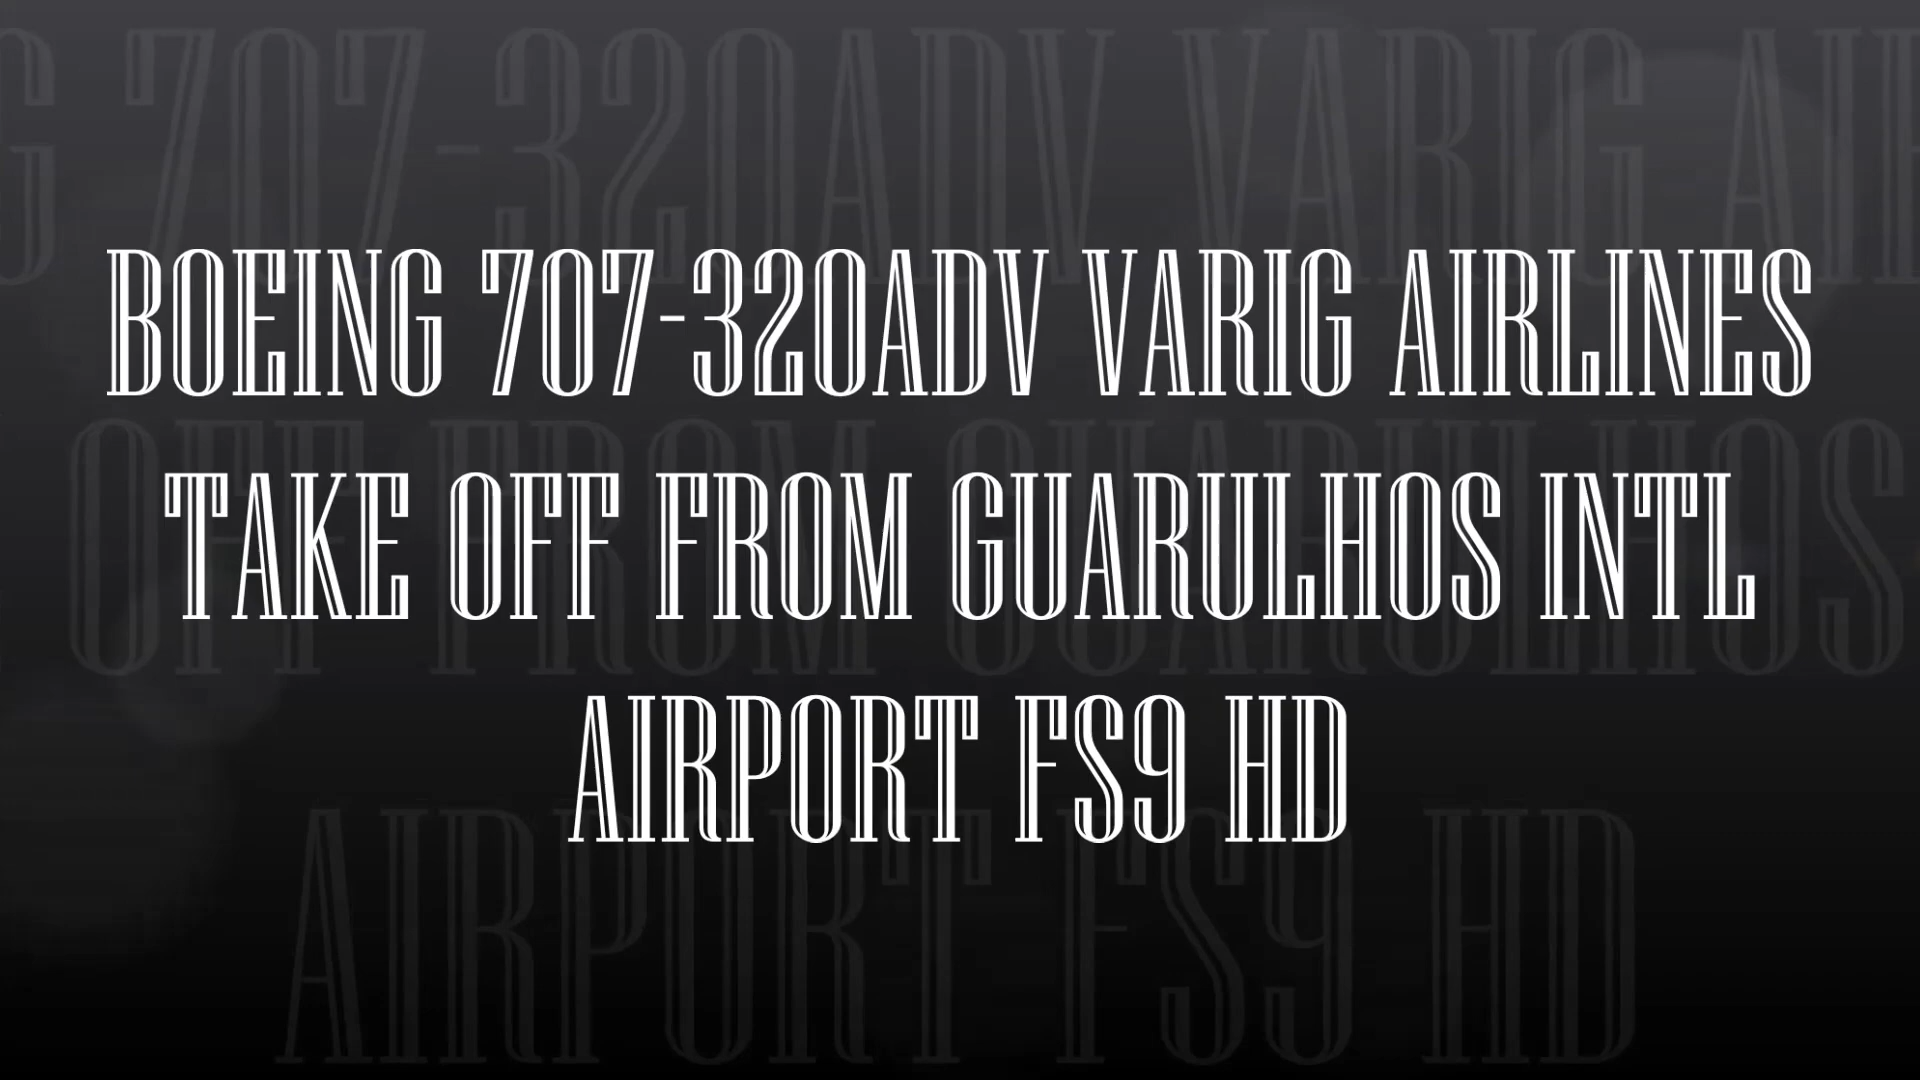 BOEING 707-320ADV VARIG AIRLINES
TAKE OFF FROM GUARULHOS INTL
AIRPORT FS9 HD